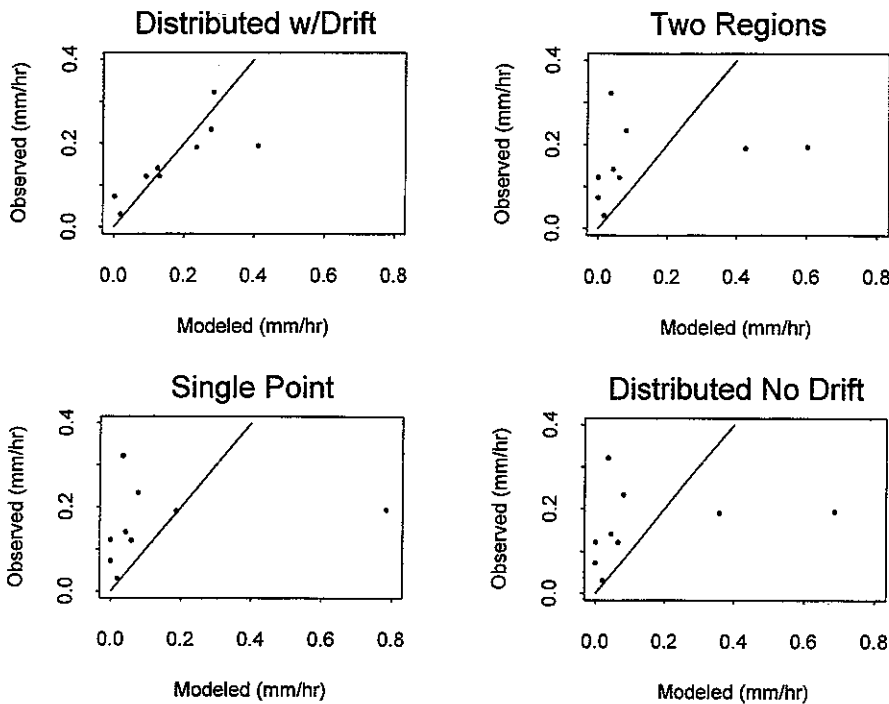 Distributed w/Drift
Observed (mm/hr)
0.4
0.2
0.0
0.0 0.2 0.4 0.6 0.8
Modeled (mm/hr)
Two Regions
Observed (mm/hr)
0.4
0.2
0.0
0.0 0.2 0.4 0.6 0.8
Modeled (mm/hr)
Single Point
Observed (mm/hr)
0.4
0.2
0.0
0.0 0.2 0.4 0.6 0.8
Modeled (mm/hr)
Distributed No Drift
Observed (mm/hr)
0.4
0.2
0.0
0.0 0.2 0.4 0.6 0.8
Modeled (mm/hr)